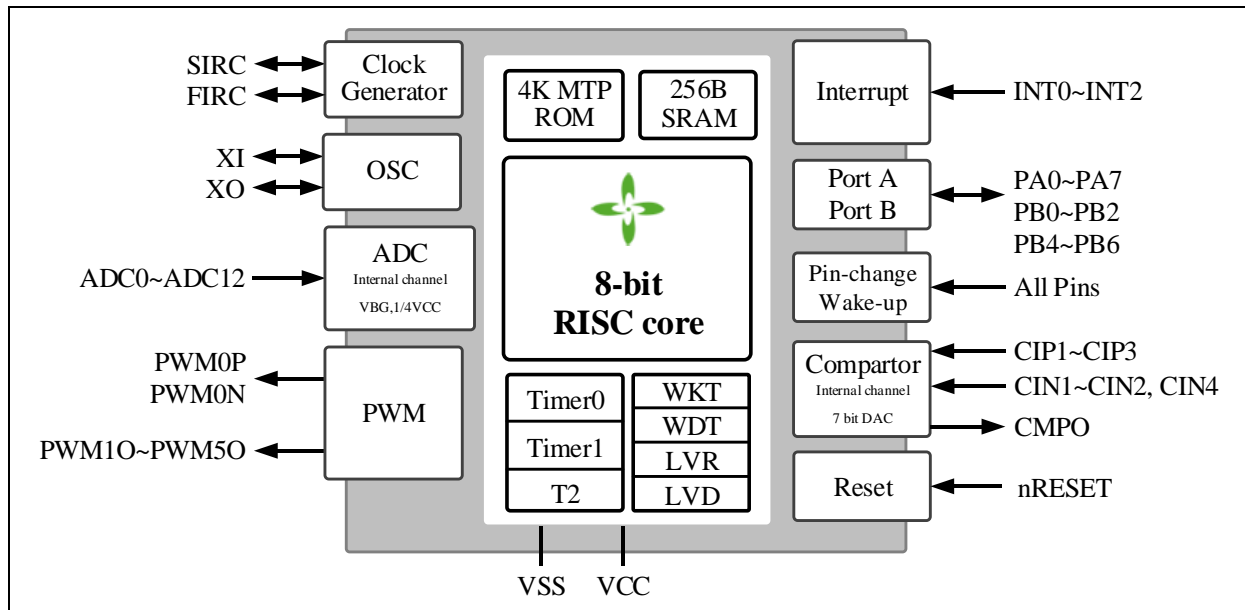 SIRC
FIRC
Clock
Generator
XI
XO
OSC
ADC0~ADC12
ADC
Internal channel
VBG,1/4VCC
PWM0P
PWM0N
PWM1O~PWM5O
PWM
4K MTP
ROM
256B
SRAM
8-bit
RISC core
Timer0
Timer1
T2
WKT
WDT
LVR
LVD
VSS
VCC
Interrupt
INT0~INT2
Port A
Port B
PA0~PA7
PB0~PB2
PB4~PB6
Pin-change
Wake-up
All Pins
Compartor
Internal channel
7 bit DAC
CIP1~CIP3
CIN1~CIN2, CIN4
CMPO
Reset
nRESET